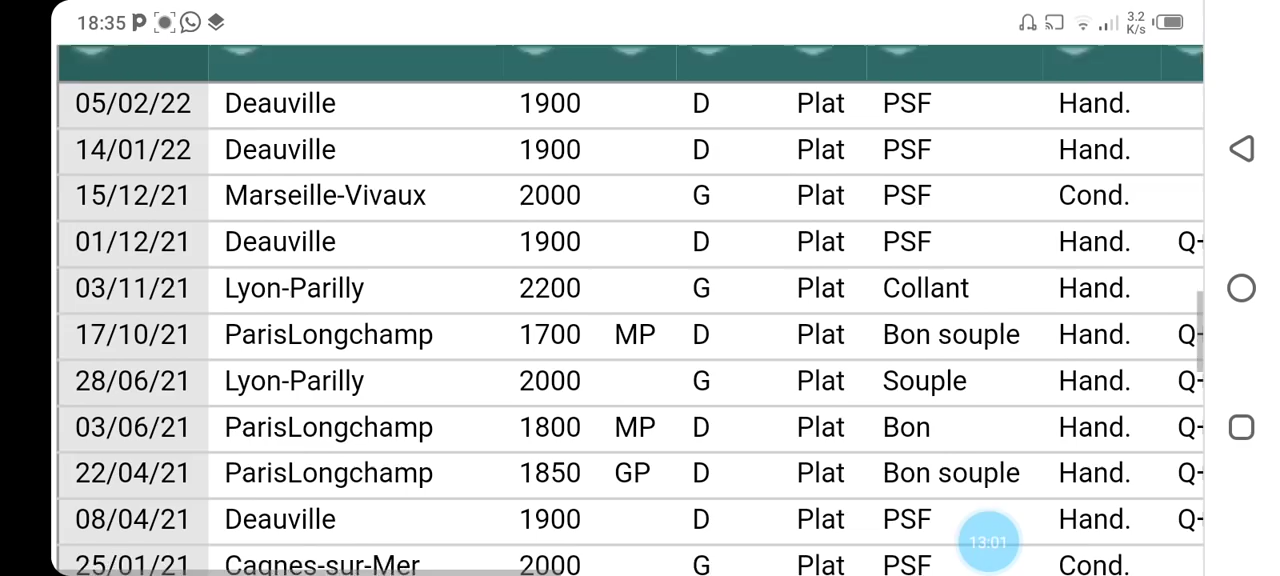 18:35 P 3.2 K/s
05/02/22 Deauville 1900 D Plat PSF Hand.
14/01/22 Deauville 1900 D Plat PSF Hand.
15/12/21 Marseille-Vivaux 2000 G Plat PSF Cond.
01/12/21 Deauville 1900 D Plat PSF Hand. Q+
03/11/21 Lyon-Parilly 2200 G Plat Collant Hand.
17/10/21 ParisLongchamp 1700 MP D Plat Bon souple Hand. Q+
28/06/21 Lyon-Parilly 2000 G Plat Souple Hand. Q+
03/06/21 ParisLongchamp 1800 MP D Plat Bon Hand. Q+
22/04/21 ParisLongchamp 1850 GP D Plat Bon souple Hand. Q+
08/04/21 Deauville 1900 D Plat PSF Hand. Q+
13:01
25/01/21 Cagnes-sur-Mer 2000 G Plat PSF Cond.